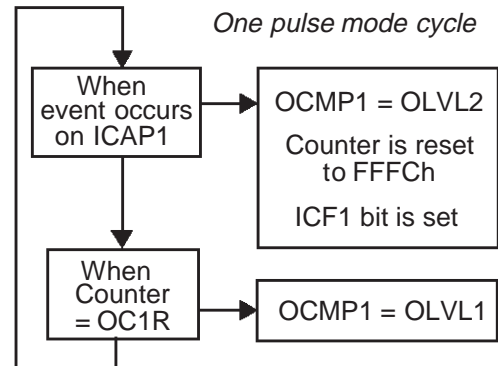 One pulse mode cycle
When
event occurs
on ICAP1
OCMP1 = OLVL2
Counter is reset
to FFFCh
ICF1 bit is set
When
Counter
= OC1R
OCMP1 = OLVL1